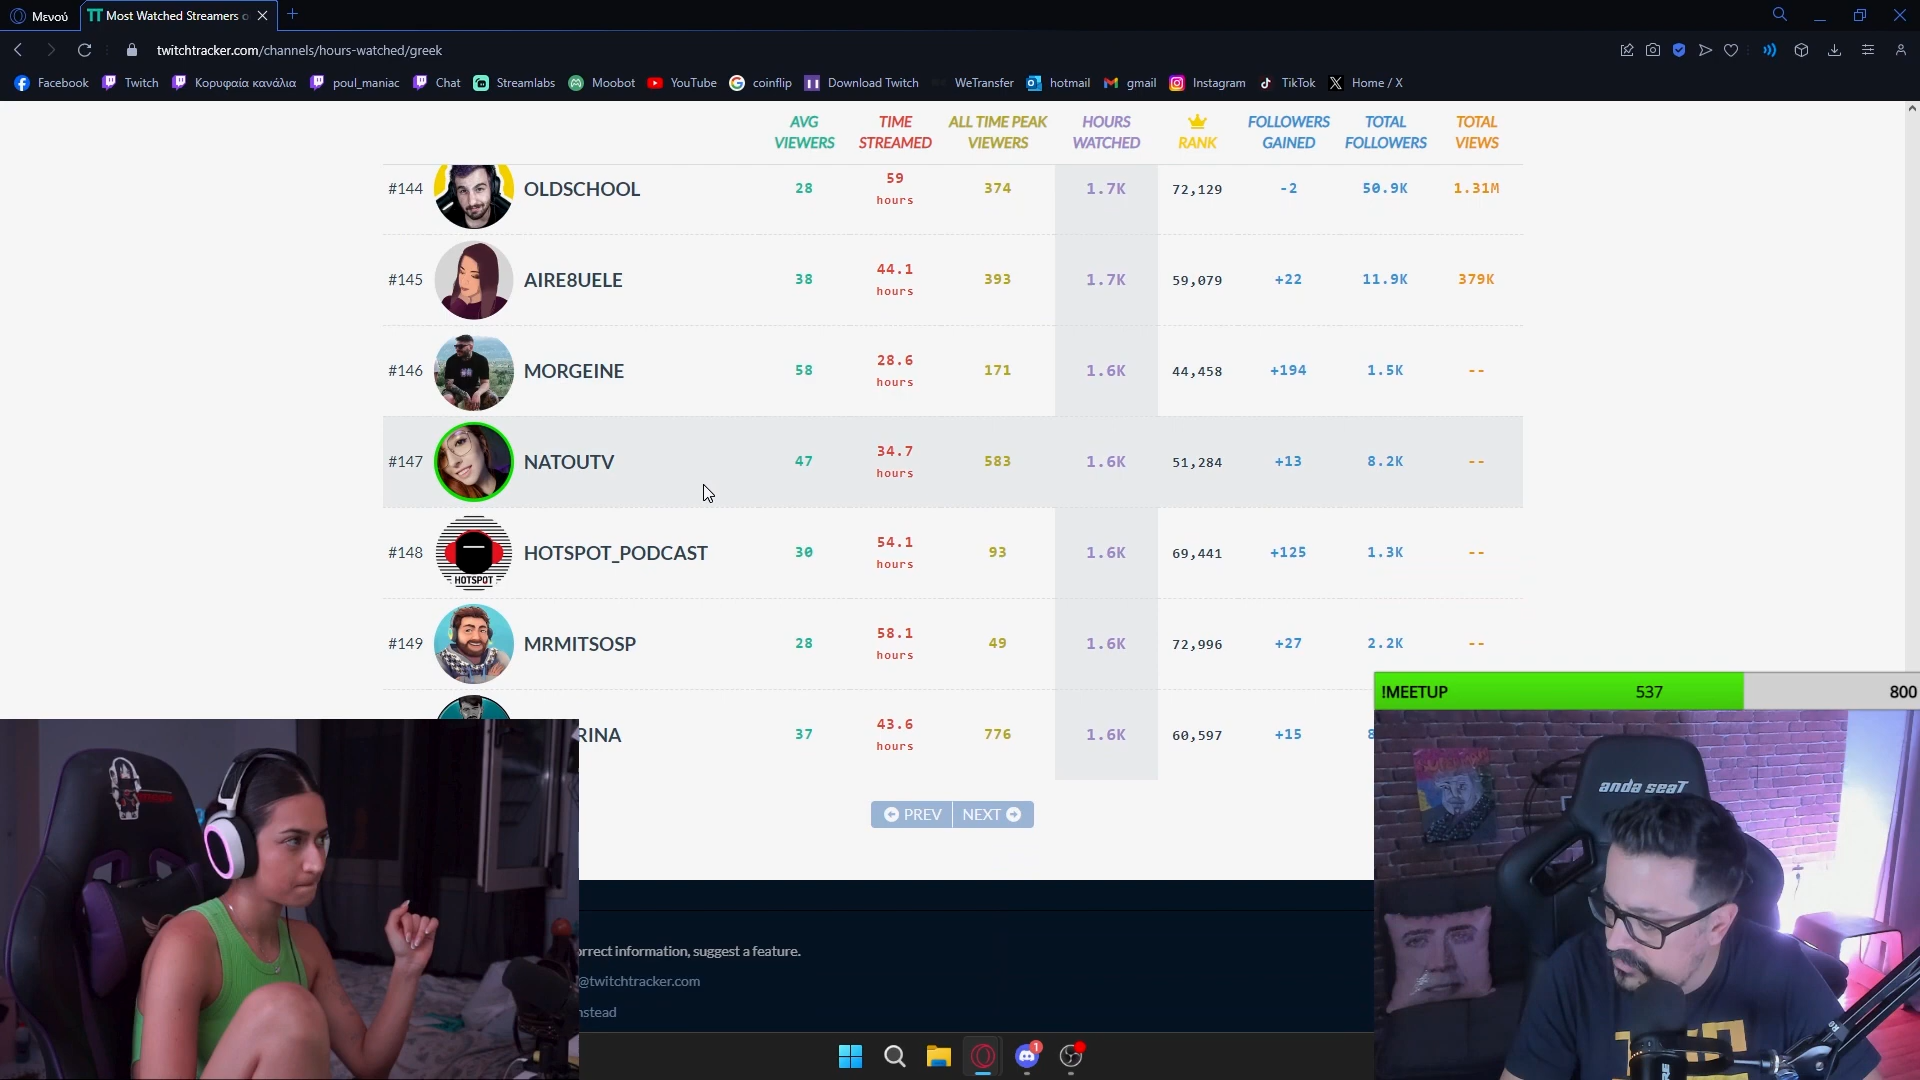 Μενού
Most Watched Streamers o
twitchtracker.com/channels/hours-watched/greek
Facebook Twitch Κορυφαία κανάλια poul_maniac Chat Streamlabs Moobot YouTube coinflip Download Twitch WeTransfer hotmail gmail Instagram TikTok Home / X
AVG VIEWERS TIME STREAMED ALL TIME PEAK VIEWERS HOURS WATCHED RANK FOLLOWERS GAINED TOTAL FOLLOWERS TOTAL VIEWS
#144 OLDSCHOOL 28 59 hours 374 1.7K 72,129 -2 50.9K 1.31M
#145 AIRE8UELE 38 44.1 hours 393 1.7K 59,079 +22 11.9K 379K
#146 MORGEINE 58 28.6 hours 171 1.6K 44,458 +194 1.5K --
#147 NATOUTV 47 34.7 hours 583 1.6K 51,284 +13 8.2K --
#148 HOTSPOT HOTSPOT_PODCAST 30 54.1 hours 93 1.6K 69,441 +125 1.3K --
#149 MRMITSOSP 28 58.1 hours 49 1.6K 72,996 +27 2.2K --
RINA 37 43.6 hours 776 1.6K 60,597 +15 8
!MEETUP 537 800
PREV NEXT
anda seaT
orrect information, suggest a feature.
@twitchtracker.com
nstead
1